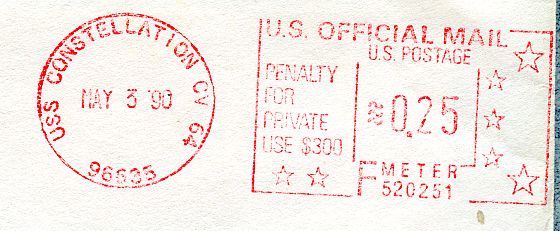 USS CONSTELLATION CV 64
MAY 3 '90
96635
U.S. OFFICIAL MAIL
U.S. POSTAGE
PENALTY
FOR
PRIVATE
USE $300
0.25
F METER
520251